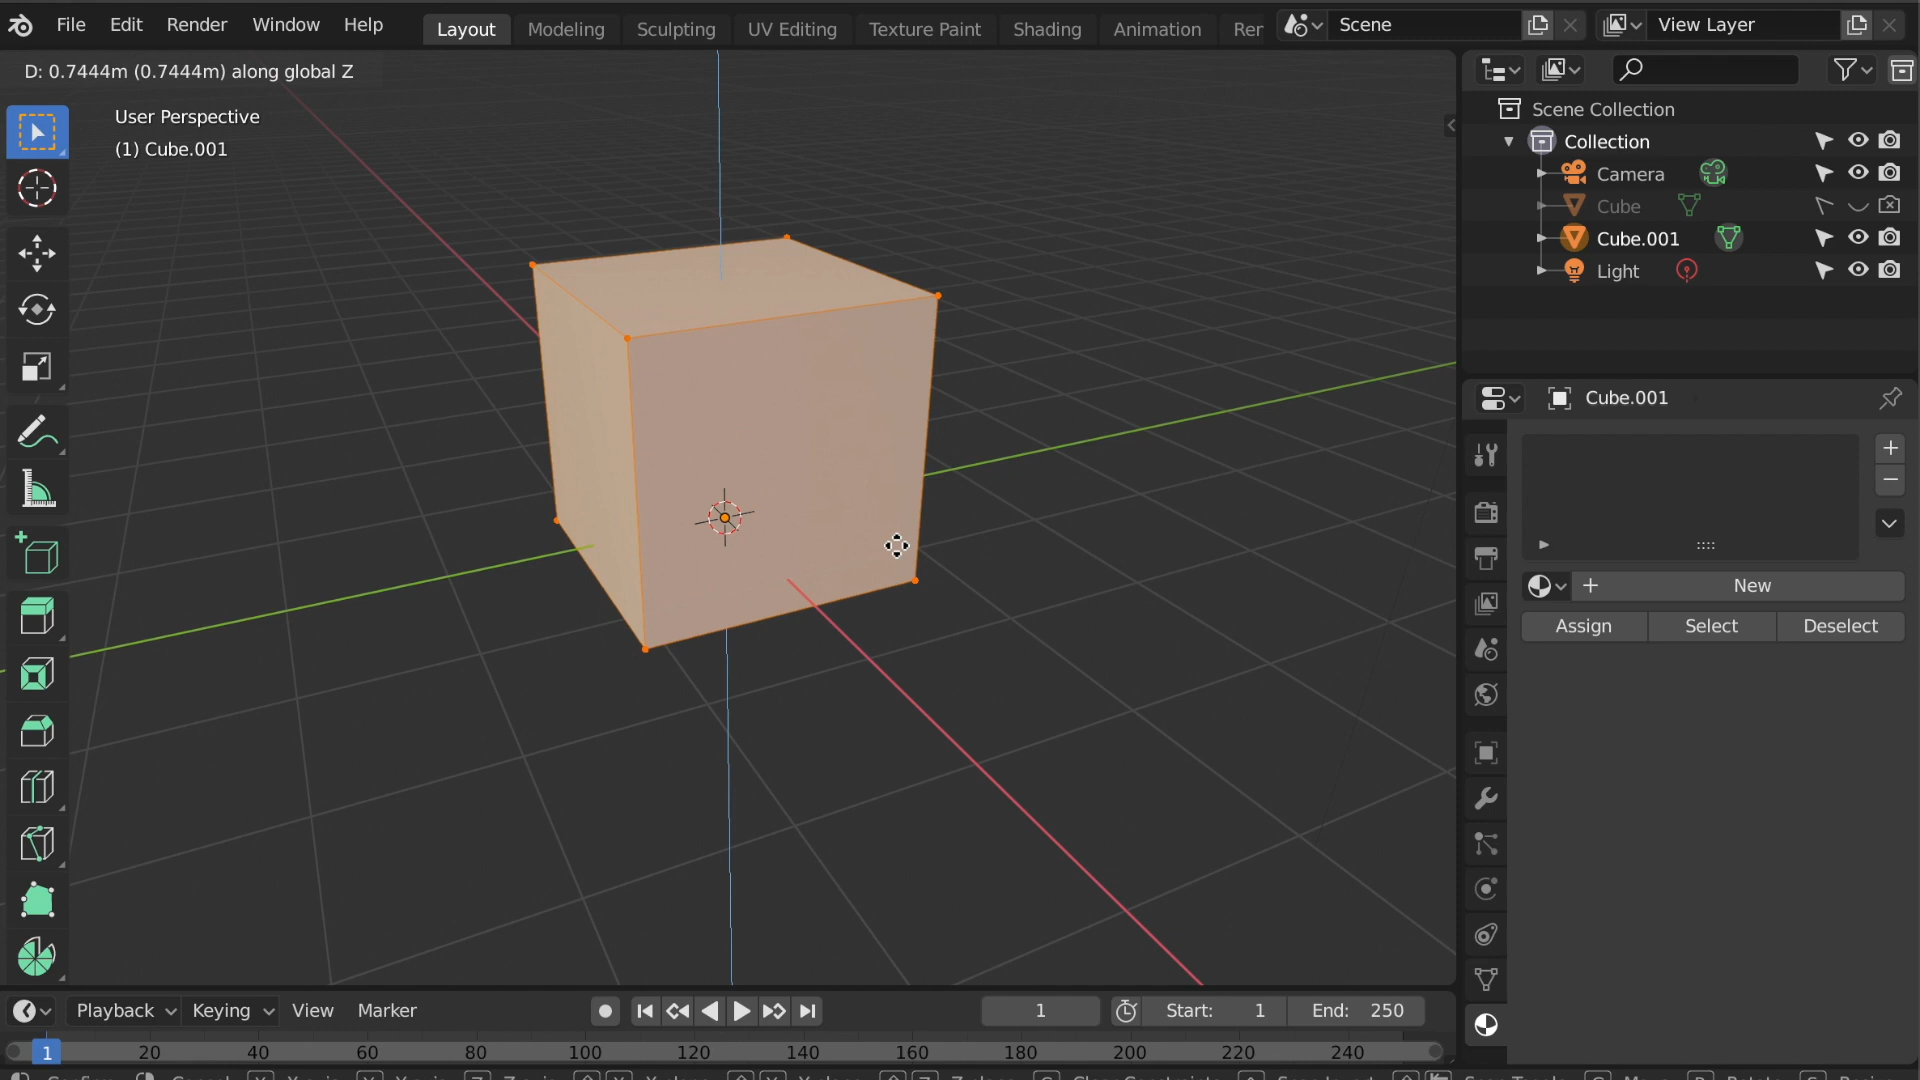 File Edit Render Window Help
Layout Modeling Sculpting UV Editing Texture Paint Shading Animation Rer
Scene
View Layer
D: 0.7444m (0.7444m) along global Z
User Perspective
(1) Cube.001
Scene Collection
Collection
Camera
Cube
Cube.001
Light
Cube.001
New
Assign Select Deselect
Playback Keying View Marker
1
Start: 1
End: 250
1 20 40 60 80 100 120 140 160 180 200 220 240